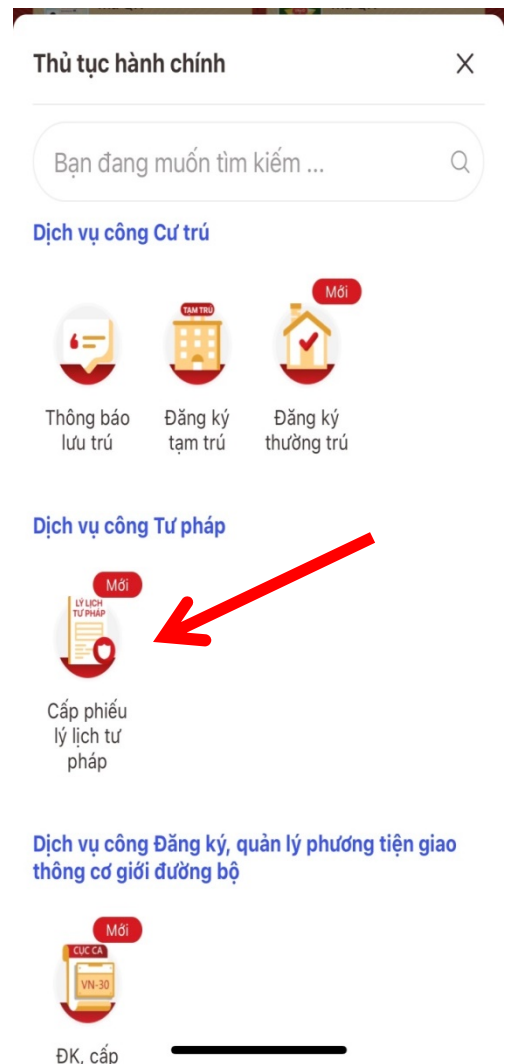 Thủ tục hành chính
Bạn đang muốn tìm kiếm ...
Dịch vụ công Cư trú
Mới
TẠM TRÚ
Thông báo
lưu trú
Đăng ký
tạm trú
Đăng ký
thường trú
Dịch vụ công Tư pháp
Mới
LÝ LỊCH
TƯ PHÁP
Cấp phiếu
lý lịch tư
pháp
Dịch vụ công Đăng ký, quản lý phương tiện giao
thông cơ giới đường bộ
Mới
CỤC CA
VN-30
ĐK, cấp